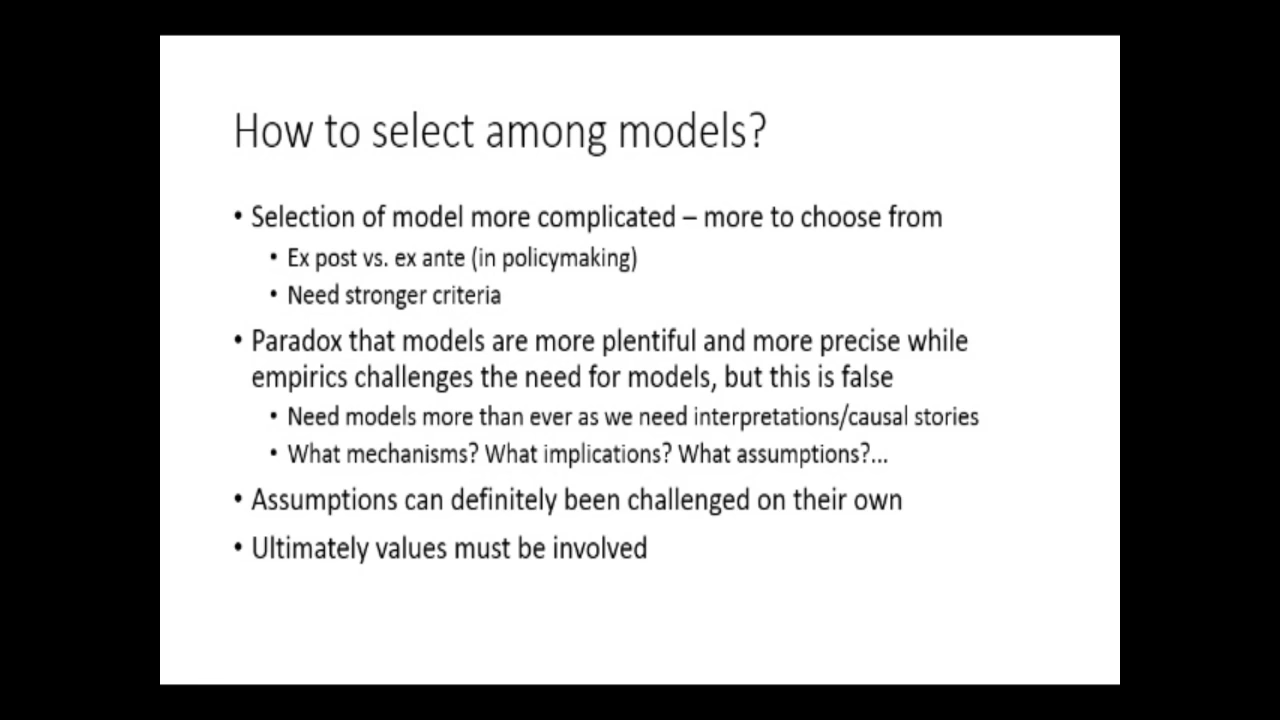 How to select among models?
• Selection of model more complicated – more to choose from
• Ex post vs. ex ante (in policymaking)
• Need stronger criteria
• Paradox that models are more plentiful and more precise while
empirics challenges the need for models, but this is false
• Need models more than ever as we need interpretations/causal stories
• What mechanisms? What implications? What assumptions?...
• Assumptions can definitely been challenged on their own
• Ultimately values must be involved